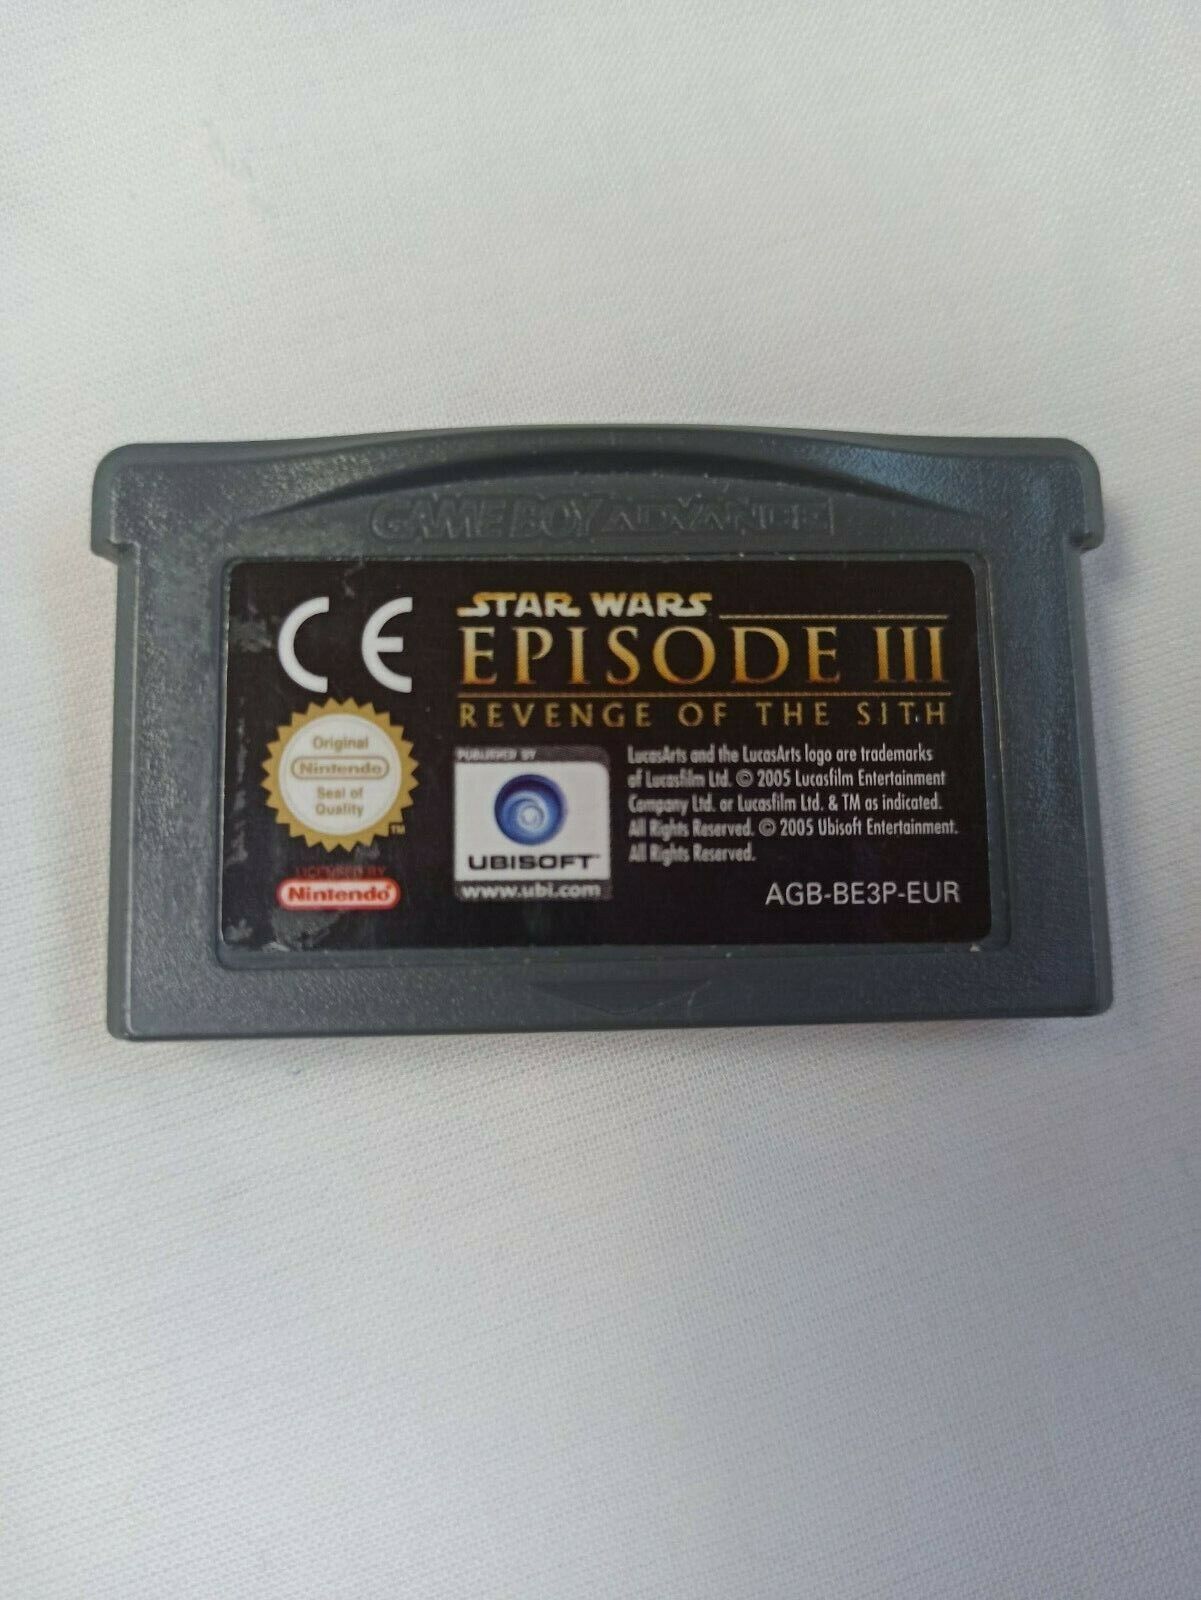 GAME BOY ADVANCE
CE
STAR WARS
EPISODE III
REVENGE OF THE SITH
Original
Nintendo
Seal of
Quality
TM
LICENSED BY
Nintendo®
PUBLISHED BY
UBISOFT™
www.ubi.com
LucasArts and the LucasArts logo are trademarks
of Lucasfilm Ltd. © 2005 Lucasfilm Entertainment
Company Ltd. or Lucasfilm Ltd. & TM as indicated.
All Rights Reserved. © 2005 Ubisoft Entertainment.
All Rights Reserved.
AGB-BE3P-EUR